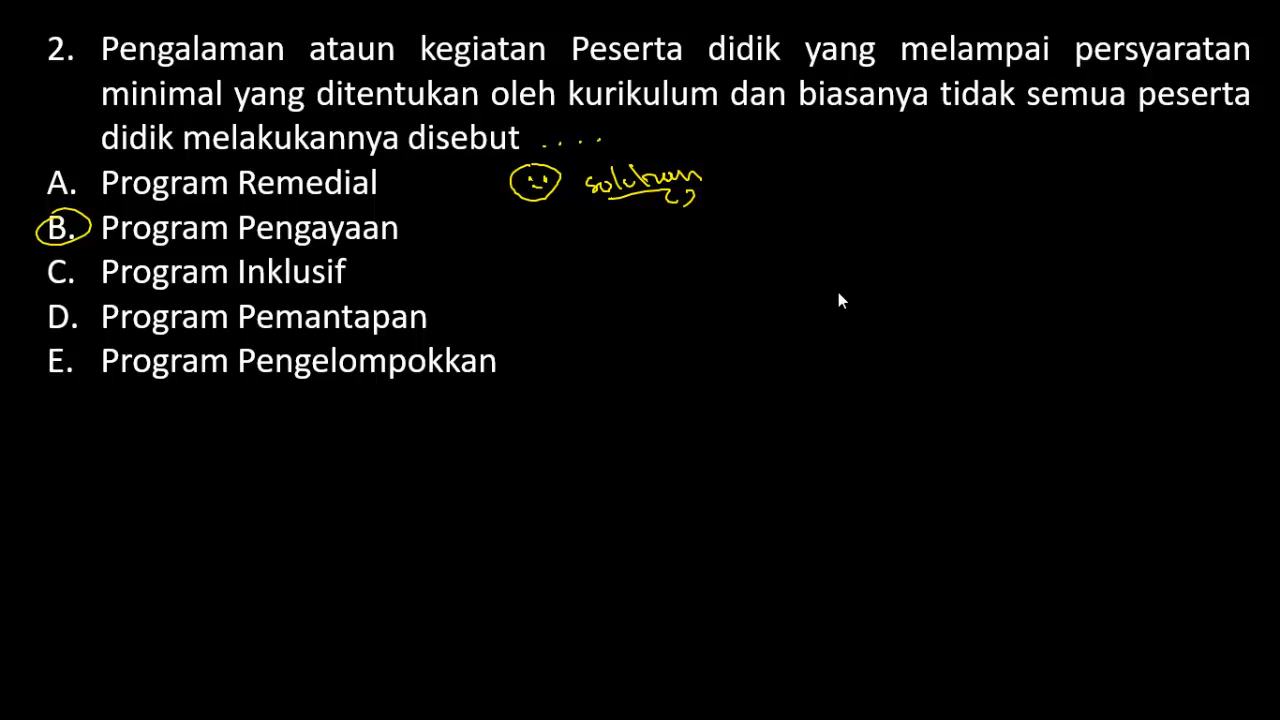 2. Pengalaman ataun kegiatan Peserta didik yang melampai persyaratan
minimal yang ditentukan oleh kurikulum dan biasanya tidak semua peserta
didik melakukannya disebut ....
A. Program Remedial
B. Program Pengayaan
C. Program Inklusif
D. Program Pemantapan
E. Program Pengelompokkan